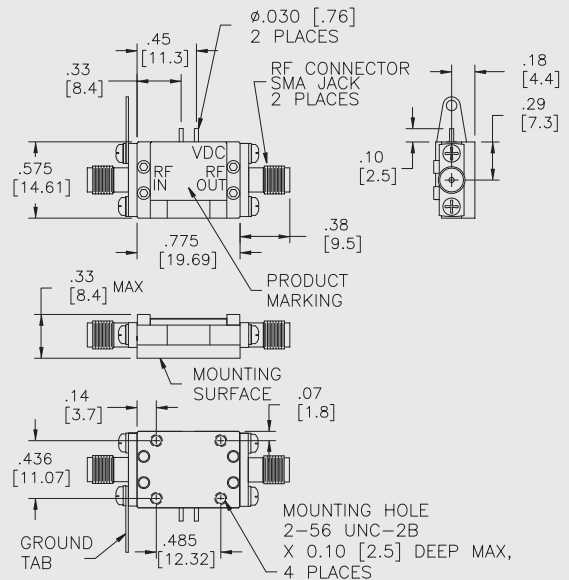 ø.030 [.76]
2 PLACES
.45
[11.3]
.33
[8.4]
RF CONNECTOR
SMA JACK
2 PLACES
.18
[4.4]
.29
[7.3]
.10
[2.5]
.575
[14.61]
VDC
RF
IN
RF
OUT
.775
[19.69]
.38
[9.5]
PRODUCT
MARKING
.33
[8.4] MAX
MOUNTING
SURFACE
.14
[3.7]
.07
[1.8]
.436
[11.07]
.485
[12.32]
GROUND
TAB
MOUNTING HOLE
2-56 UNC-2B
X 0.10 [2.5] DEEP MAX,
4 PLACES